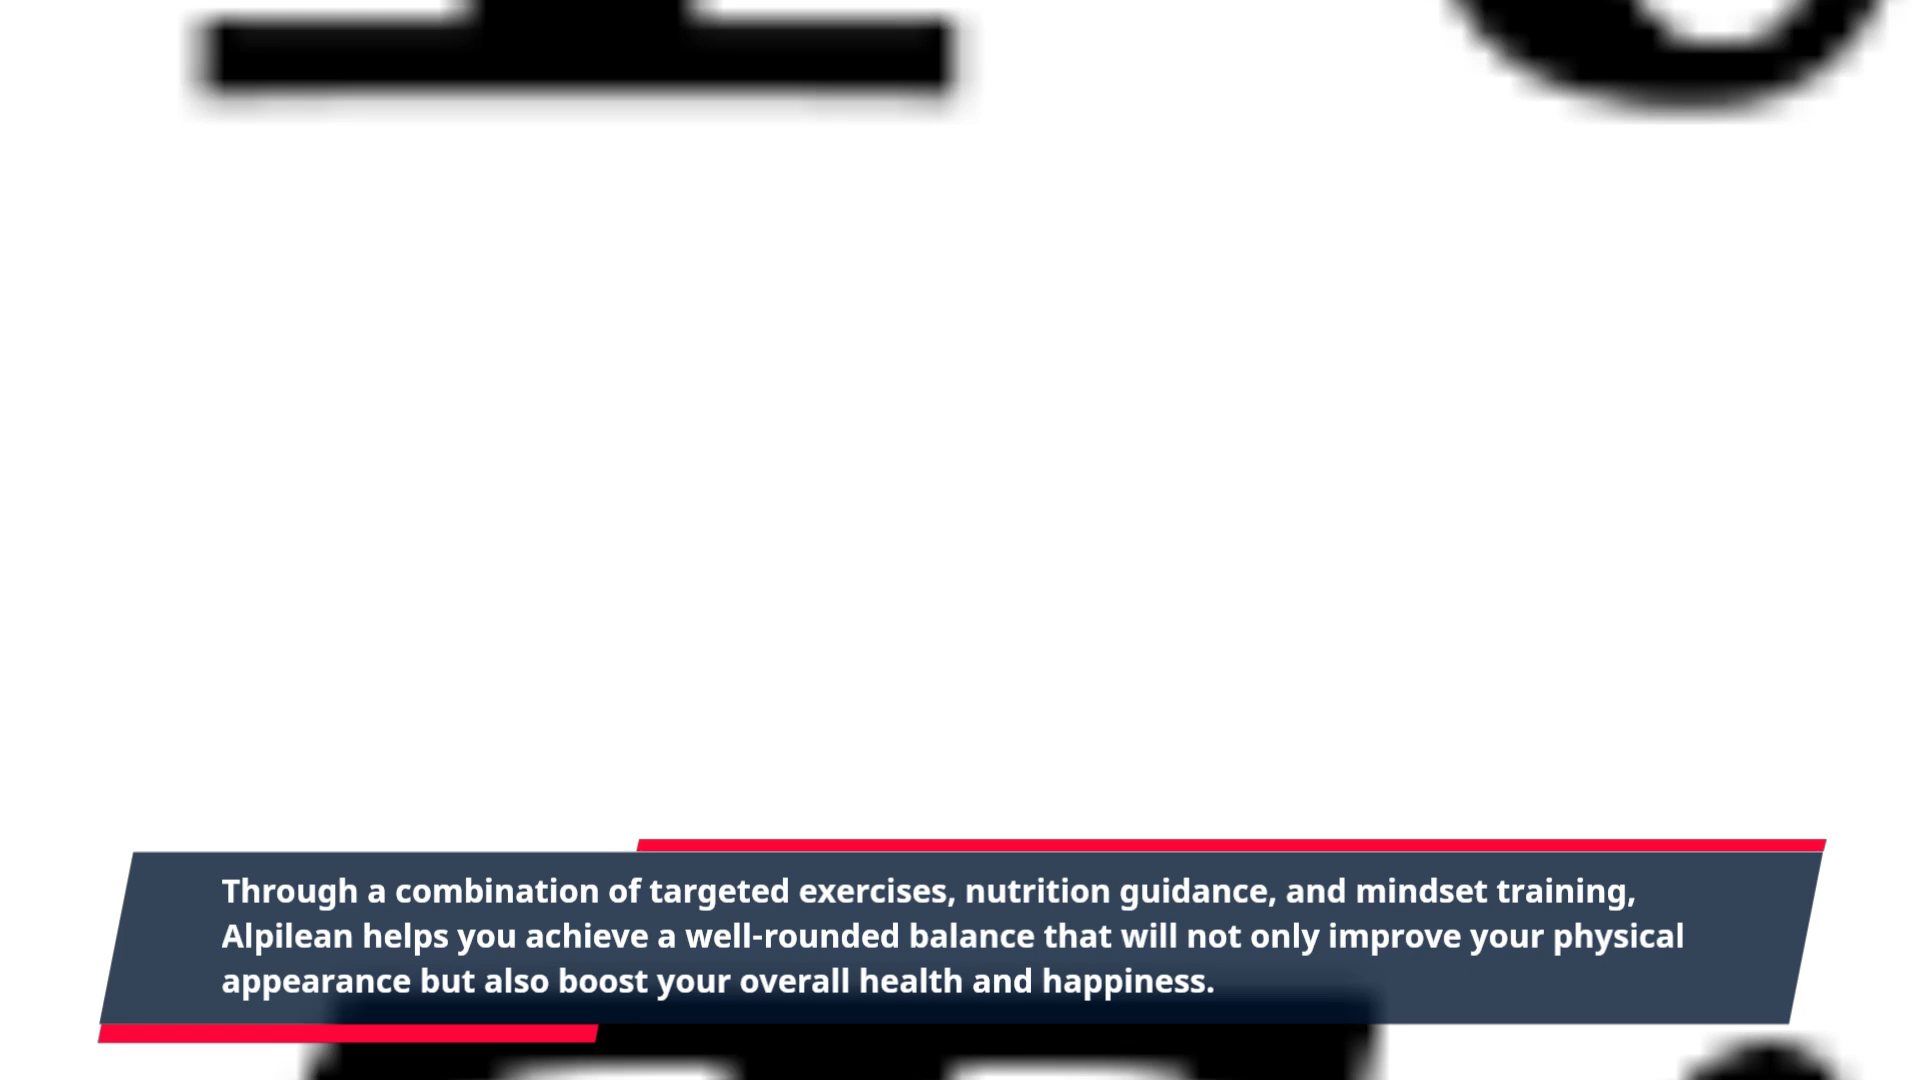 Through a combination of targeted exercises, nutrition guidance, and mindset training,
Alpilean helps you achieve a well-rounded balance that will not only improve your physical
appearance but also boost your overall health and happiness.